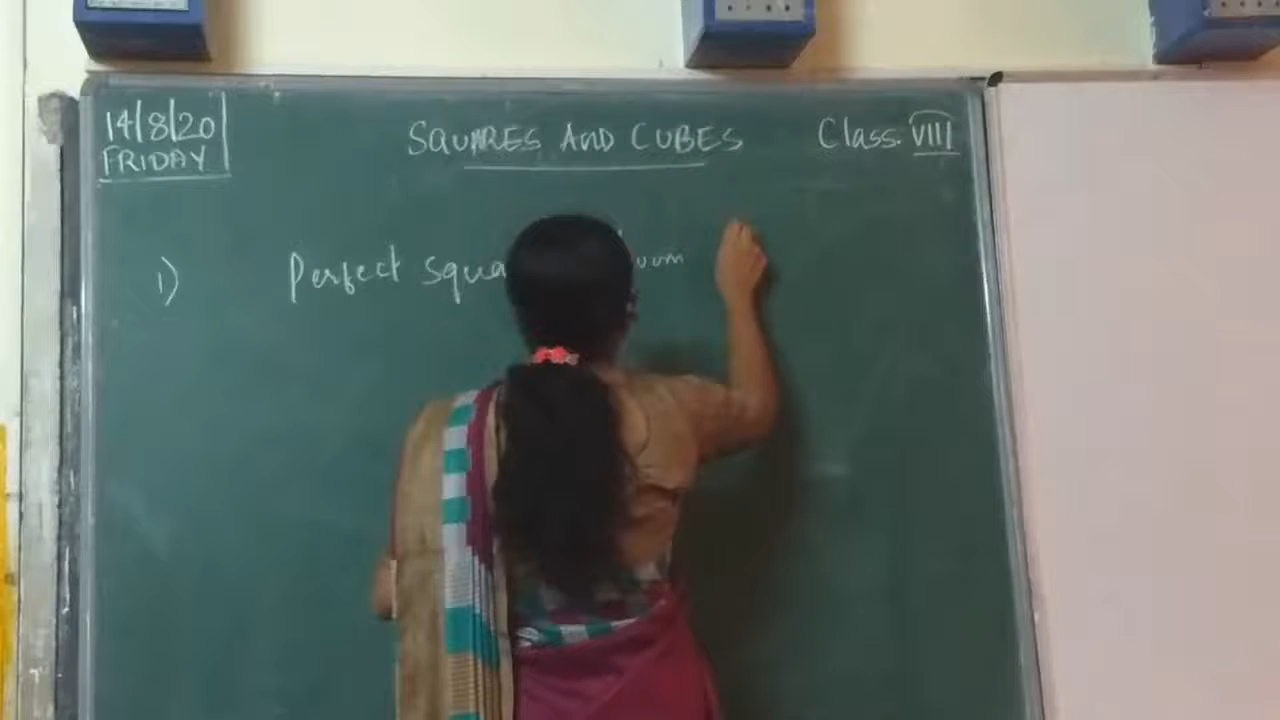 14/8/20
FRIDAY
SQUARES AND CUBES
Class VIII
1) Perfect squa